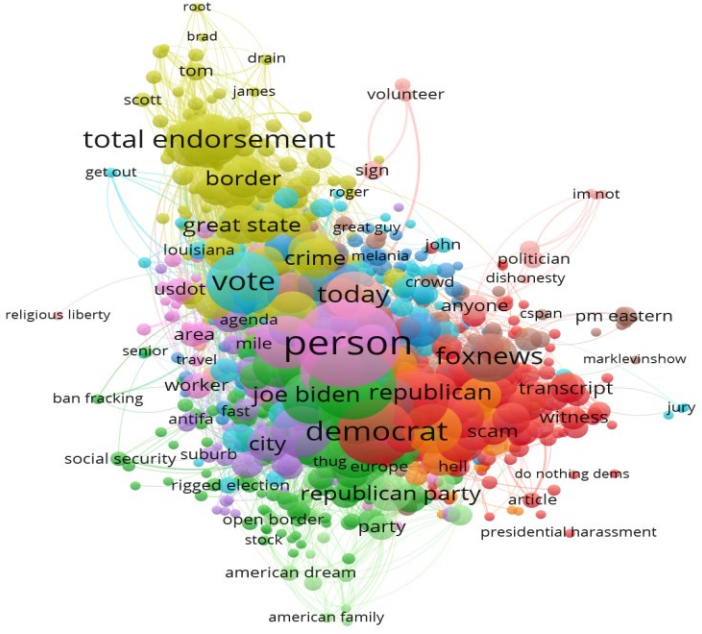 root
brad
drain
tom
james
scott
volunteer
total endorsement
get out
border
sign
roger
im not
great state
great guy
louisiana
crime
melania
john
politician
dishonesty
usdot
vote
today
crowd
anyone
cspan
pm eastern
religious liberty
agenda
area
mile
person
foxnews
senior
travel
marklevinshow
worker
joe biden
republican
transcript
ban fracking
antifa
fast
jury
witness
democrat
scam
city
social security
suburb
thug
europe
hell
do nothing dems
rigged election
republican party
article
open border
party
presidential harassment
stock
american dream
american family